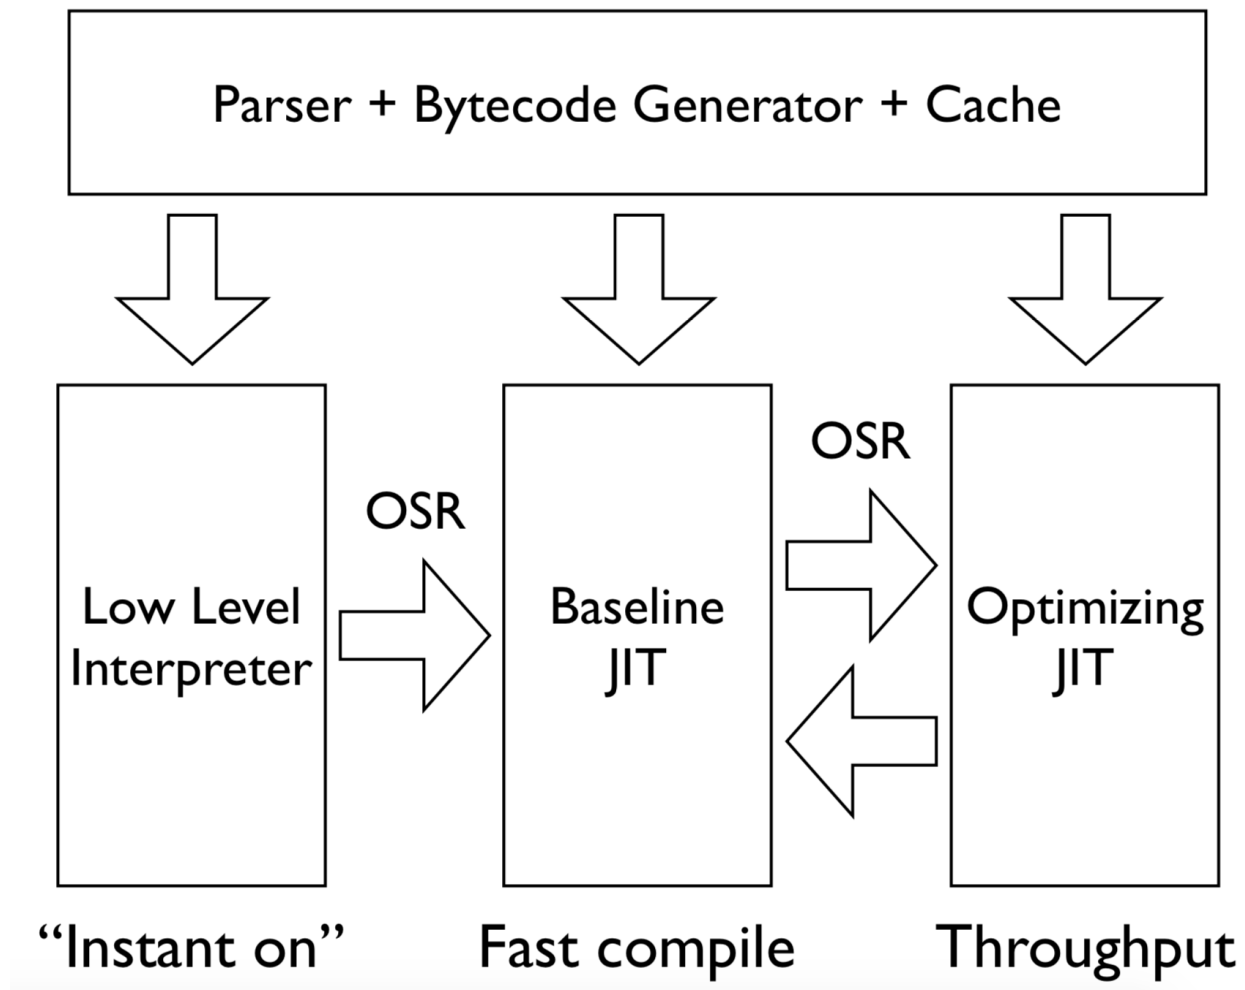 Parser + Bytecode Generator + Cache
OSR
OSR
Low Level
Interpreter
Baseline
JIT
Optimizing
JIT
“Instant on”
Fast compile
Throughput